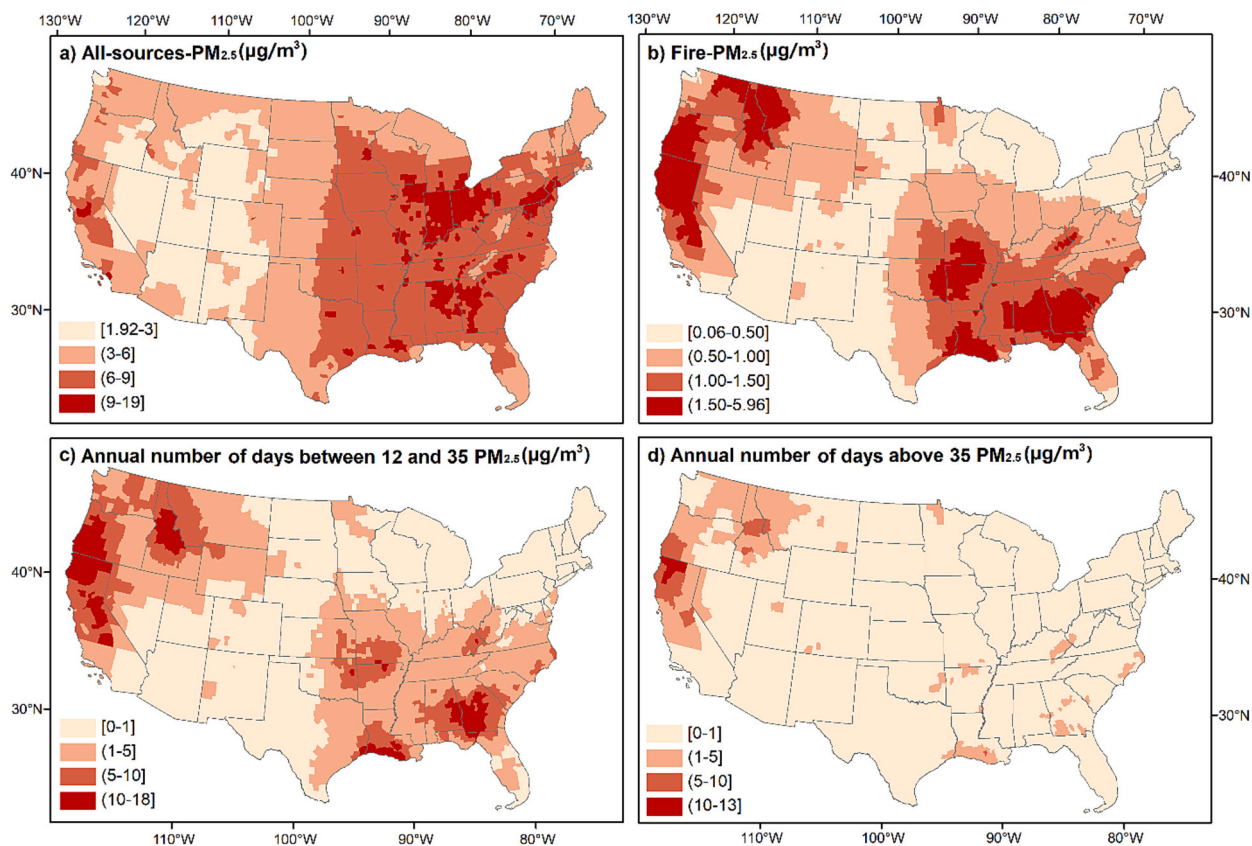 130°W 120°W 110°W 100°W 90°W 80°W 70°W
130°W 120°W 110°W 100°W 90°W 80°W 70°W
a) All-sources-PM2.5 (µg/m³)
40°N
30°N
[1.92-3]
(3-6]
(6-9]
(9-19]
b) Fire-PM2.5 (µg/m³)
40°N
30°N
[0.06-0.50]
(0.50-1.00]
(1.00-1.50]
(1.50-5.96]
c) Annual number of days between 12 and 35 PM2.5 (µg/m³)
40°N
30°N
[0-1]
(1-5]
(5-10]
(10-18]
d) Annual number of days above 35 PM2.5 (µg/m³)
40°N
30°N
[0-1]
(1-5]
(5-10]
(10-13]
110°W 100°W 90°W 80°W
110°W 100°W 90°W 80°W